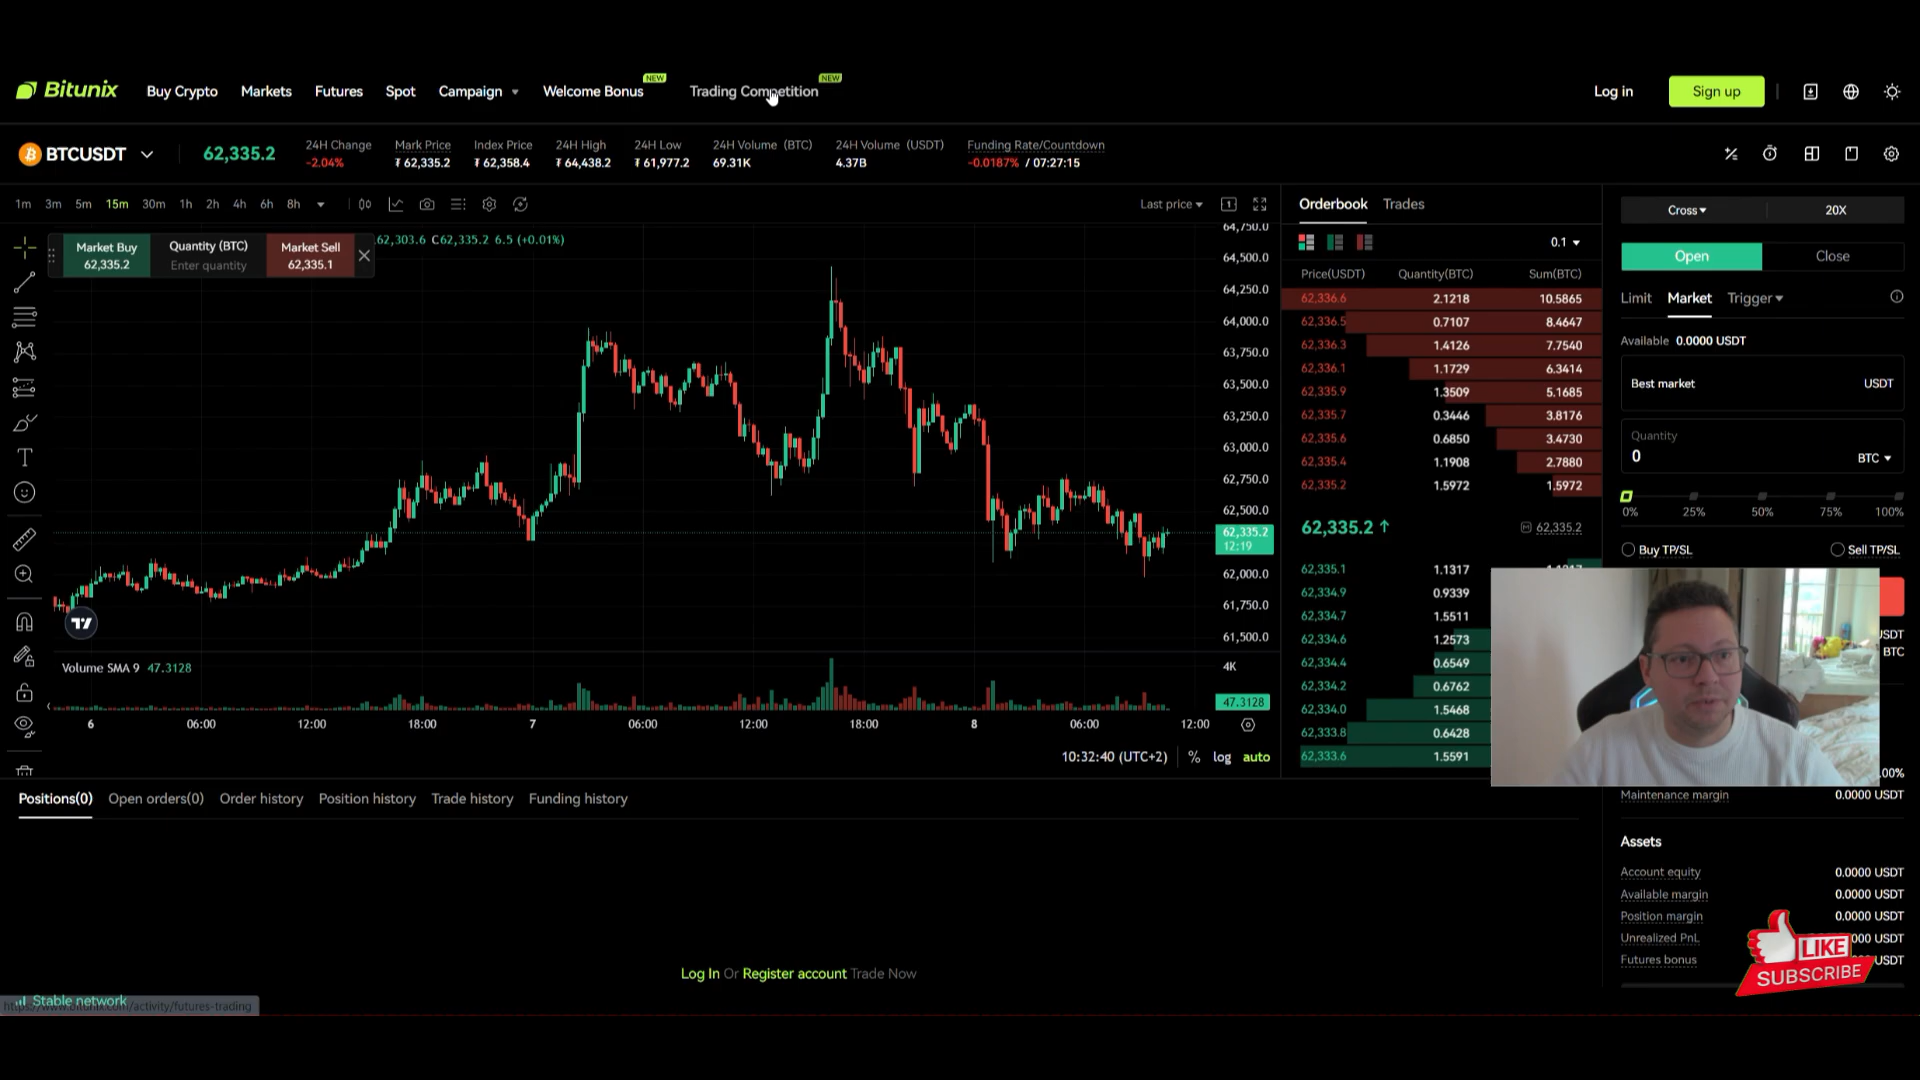 Bitunix Buy Crypto Markets Futures Spot Campaign Welcome Bonus NEW Trading Competition NEW Log in Sign up
BTCUSDT 62,335.2
24H Change Mark Price Index Price 24H High 24H Low 24H Volume (BTC) 24H Volume (USDT) Funding Rate/Countdown
-2.04% ₮ 62,335.2 ₮ 62,358.4 ₮ 64,438.2 ₮ 61,977.2 69.31K 4.37B -0.0187% / 07:27:15
1m 3m 5m 15m 30m 1h 2h 4h 6h 8h Last price 1
Market Buy 62,335.2
Quantity (BTC) Enter quantity
Market Sell 62,335.1
62,303.6 C62,335.2 6.5 (+0.01%)
64,750.0
64,500.0
64,250.0
64,000.0
63,750.0
63,500.0
63,250.0
63,000.0
62,750.0
62,500.0
62,335.2
12:19
62,000.0
61,750.0
61,500.0
Volume SMA 9 47.3128
4K
47.3128
6 06:00 12:00 18:00 7 06:00 12:00 18:00 8 06:00 12:00
10:32:40 (UTC+2) % log auto
Orderbook Trades
0.1
Price(USDT) Quantity(BTC) Sum(BTC)
62,336.6 2.1218 10.5865
62,336.5 0.7107 8.4647
62,336.3 1.4126 7.7540
62,336.1 1.1729 6.3414
62,335.9 1.3509 5.1685
62,335.7 0.3446 3.8176
62,335.6 0.6850 3.4730
62,335.4 1.1908 2.7880
62,335.2 1.5972 1.5972
62,335.2 ↑ M 62,335.2
62,335.1 1.1317
62,334.9 0.9339
62,334.7 1.5511
62,334.6 1.2573
62,334.4 0.6549
62,334.2 0.6762
62,334.0 1.5468
62,333.8 0.6428
62,333.6 1.5591
Cross 20X
Open Close
Limit Market Trigger
Available 0.0000 USDT
Best market USDT
Quantity
0 BTC
0% 25% 50% 75% 100%
Buy TP/SL Sell TP/SL
BTC
Maintenance margin 0.0000 USDT
Assets
Account equity 0.0000 USDT
Available margin 0.0000 USDT
Position margin 0.0000 USDT
Unrealized PnL USDT
Futures bonus USDT
LIKE
SUBSCRIBE
Positions(0) Open orders(0) Order history Position history Trade history Funding history
Log In Or Register account Trade Now
Stable network
https://www.bitunix.com/activity/futures-trading